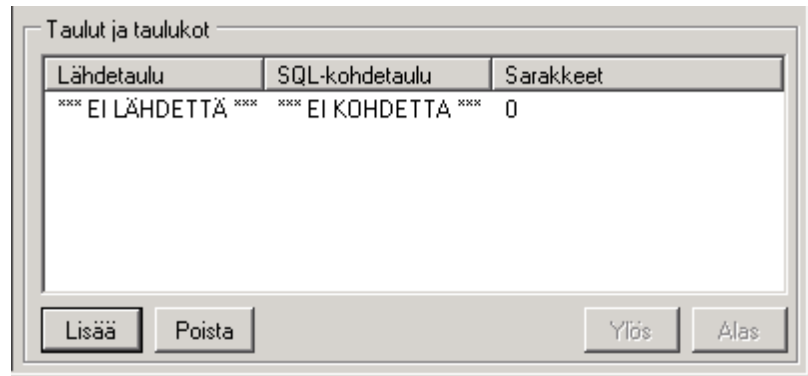 Taulut ja taulukot
Lähdetaulu SQL-kohdetaulu Sarakkeet
*** EI LÄHDETTÄ *** *** EI KOHDETTA *** 0
Lisää Poista Ylös Alas